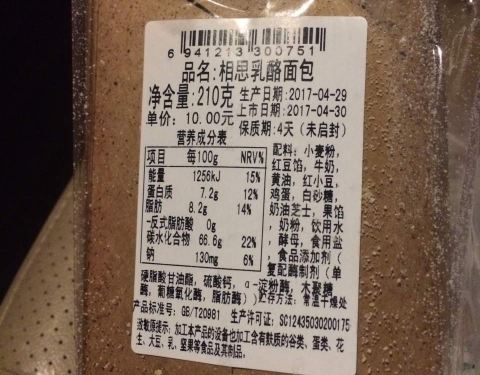 6 941213 300751
品名:相思乳酪面包
净含量:210克 生产日期:2017-04-29
单价: 10.00元 上市日期:2017-04-30
保质期:4天 (未启封)
营养成分表
项目 每100g NRV%
能量 1256kJ 15%
蛋白质 7.2g 12%
脂肪 8.2g 14%
-反式脂肪酸 0g
碳水化合物 66.6g 22%
钠 130mg 6%
配料: 小麦粉,
红豆馅, 牛奶,
黄油, 红小豆,
鸡蛋, 白砂糖,
奶油芝士, 果馅
, 奶粉, 饮用水
, 酵母, 食用盐
, 食品添加剂 (
复配酶制剂 (单
硬脂酸甘油酯, 硫酸钙, α-淀粉酶, 木聚糖
酶, 葡糖氧化酶, 脂肪酶)) 贮存方法: 常温干燥处
产品标准号: GB/T20981 生产许可证: SC12435030200175
过敏原提示: 加工本产品的设备也加工含有麸质的谷类、蛋类、花
生、大豆、乳、坚果等食品及其制品。